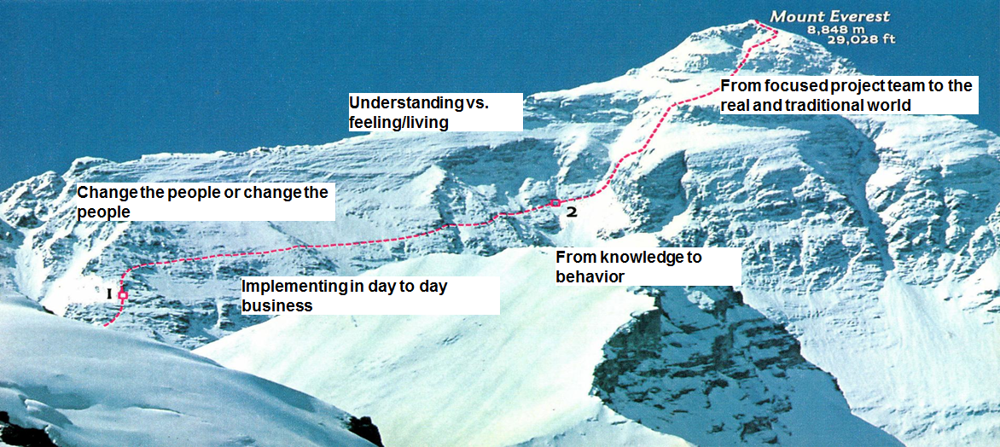 Mount Everest
8,848 m
29,028 ft
From focused project team to the
real and traditional world
Understanding vs.
feeling/living
Change the people or change the
people
2
From knowledge to
behavior
1
Implementing in day to day
business